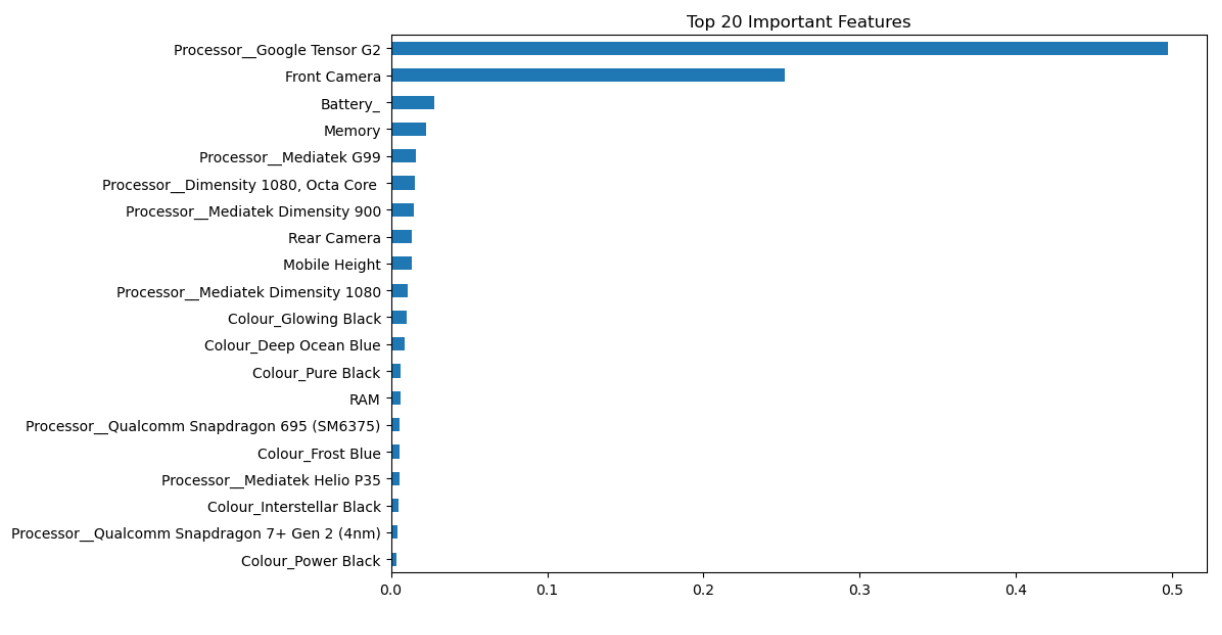 Top 20 Important Features
Processor__Google Tensor G2
Front Camera
Battery_
Memory
Processor__Mediatek G99
Processor__Dimensity 1080, Octa Core
Processor__Mediatek Dimensity 900
Rear Camera
Mobile Height
Processor__Mediatek Dimensity 1080
Colour_Glowing Black
Colour_Deep Ocean Blue
Colour_Pure Black
RAM
Processor__Qualcomm Snapdragon 695 (SM6375)
Colour_Frost Blue
Processor__Mediatek Helio P35
Colour_Interstellar Black
Processor__Qualcomm Snapdragon 7+ Gen 2 (4nm)
Colour_Power Black
0.0 0.1 0.2 0.3 0.4 0.5